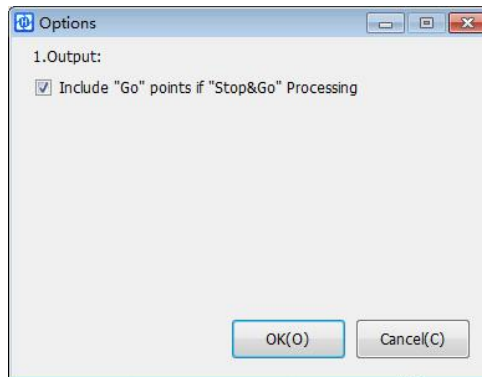 Options
1.Output:
Include "Go" points if "Stop&Go" Processing
OK(O)
Cancel(C)